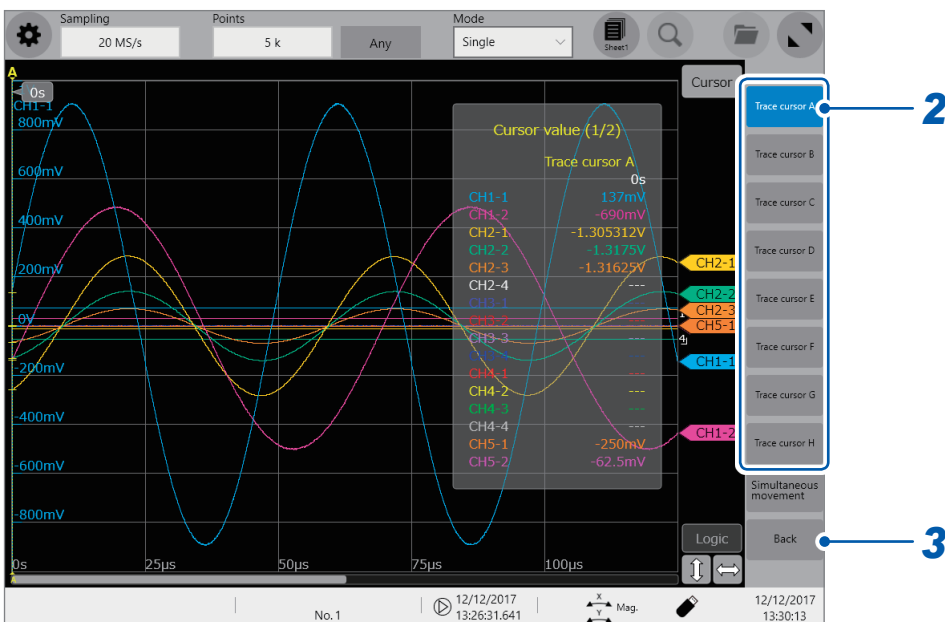 Sampling
20 MS/s
Points
5 k
Any
Mode
Single
Sheet1
A
0s
CH1-1
800mV
600mV
400mV
200mV
0V
-200mV
-400mV
-600mV
-800mV
0s
25µs
50µs
75µs
100µs
A
Cursor value (1/2)
Trace cursor A
0s
CH1-1 137mV
CH1-2 -690mV
CH2-1 -1.305312V
CH2-2 -1.3175V
CH2-3 -1.31625V
CH2-4 ---
CH3-1
CH3-2
CH3-3 ---
CH4-1 ---
CH4-2 ---
CH4-3 ---
CH4-4 ---
CH5-1 -250mV
CH5-2 -62.5mV
CH2-1
CH2-2
CH2-3
CH5-1
CH1-1
CH1-2
Cursor
Trace cursor A
Trace cursor B
Trace cursor C
Trace cursor D
Trace cursor E
Trace cursor F
Trace cursor G
Trace cursor H
Simultaneous
movement
Back
Logic
2
3
No.1
12/12/2017
13:26:31.641
X
Y
Mag.
12/12/2017
13:30:13